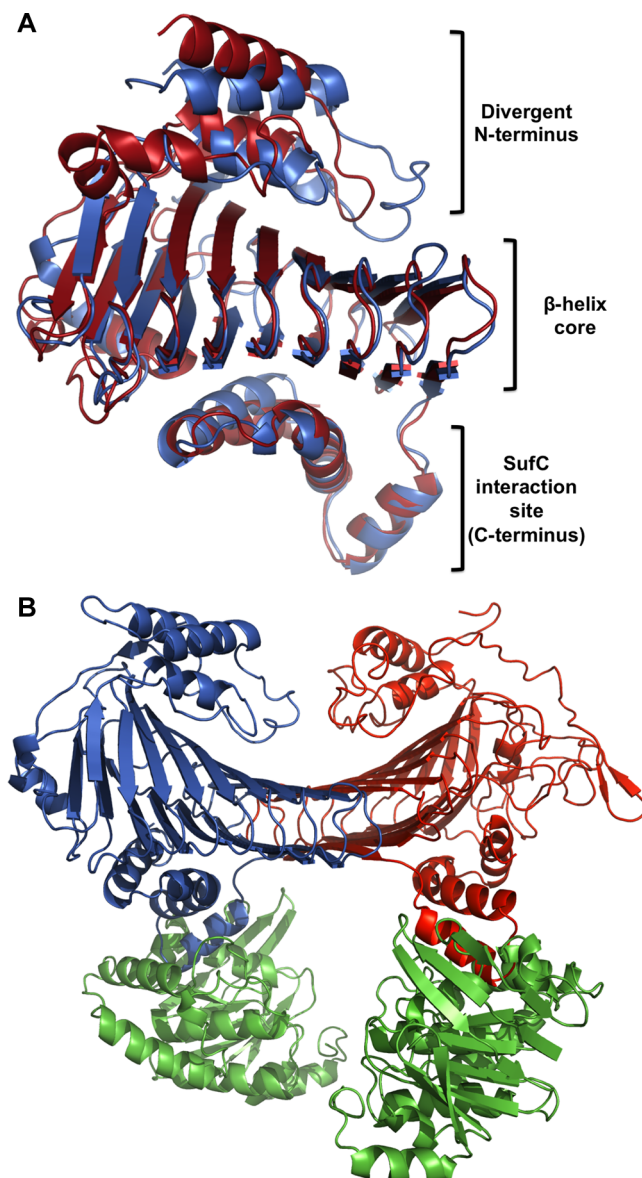 A
Divergent
N-terminus
β-helix
core
SufC
interaction
site
(C-terminus)
B